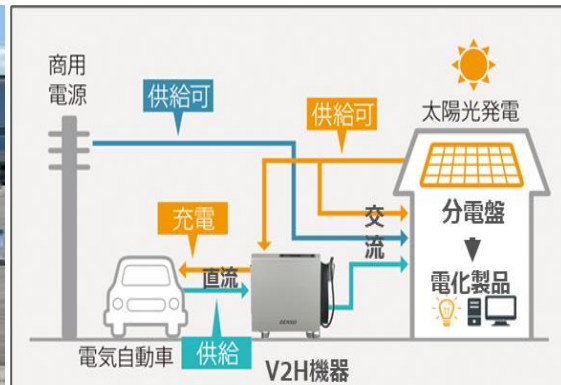 商用
電源
供給可
供給可
太陽光発電
充電
直流
交
流
分電盤
電化製品
DENSO
電気自動車
供給
V2H機器